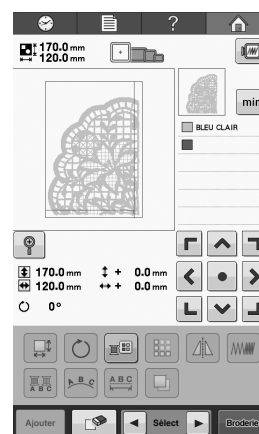 ?
170.0 mm
120.0 mm
min
BLEU CLAIR
170.0 mm + 0.0 mm
120.0 mm + 0.0 mm
0°
A B C
A B C
Ajouter Sélect Broderie